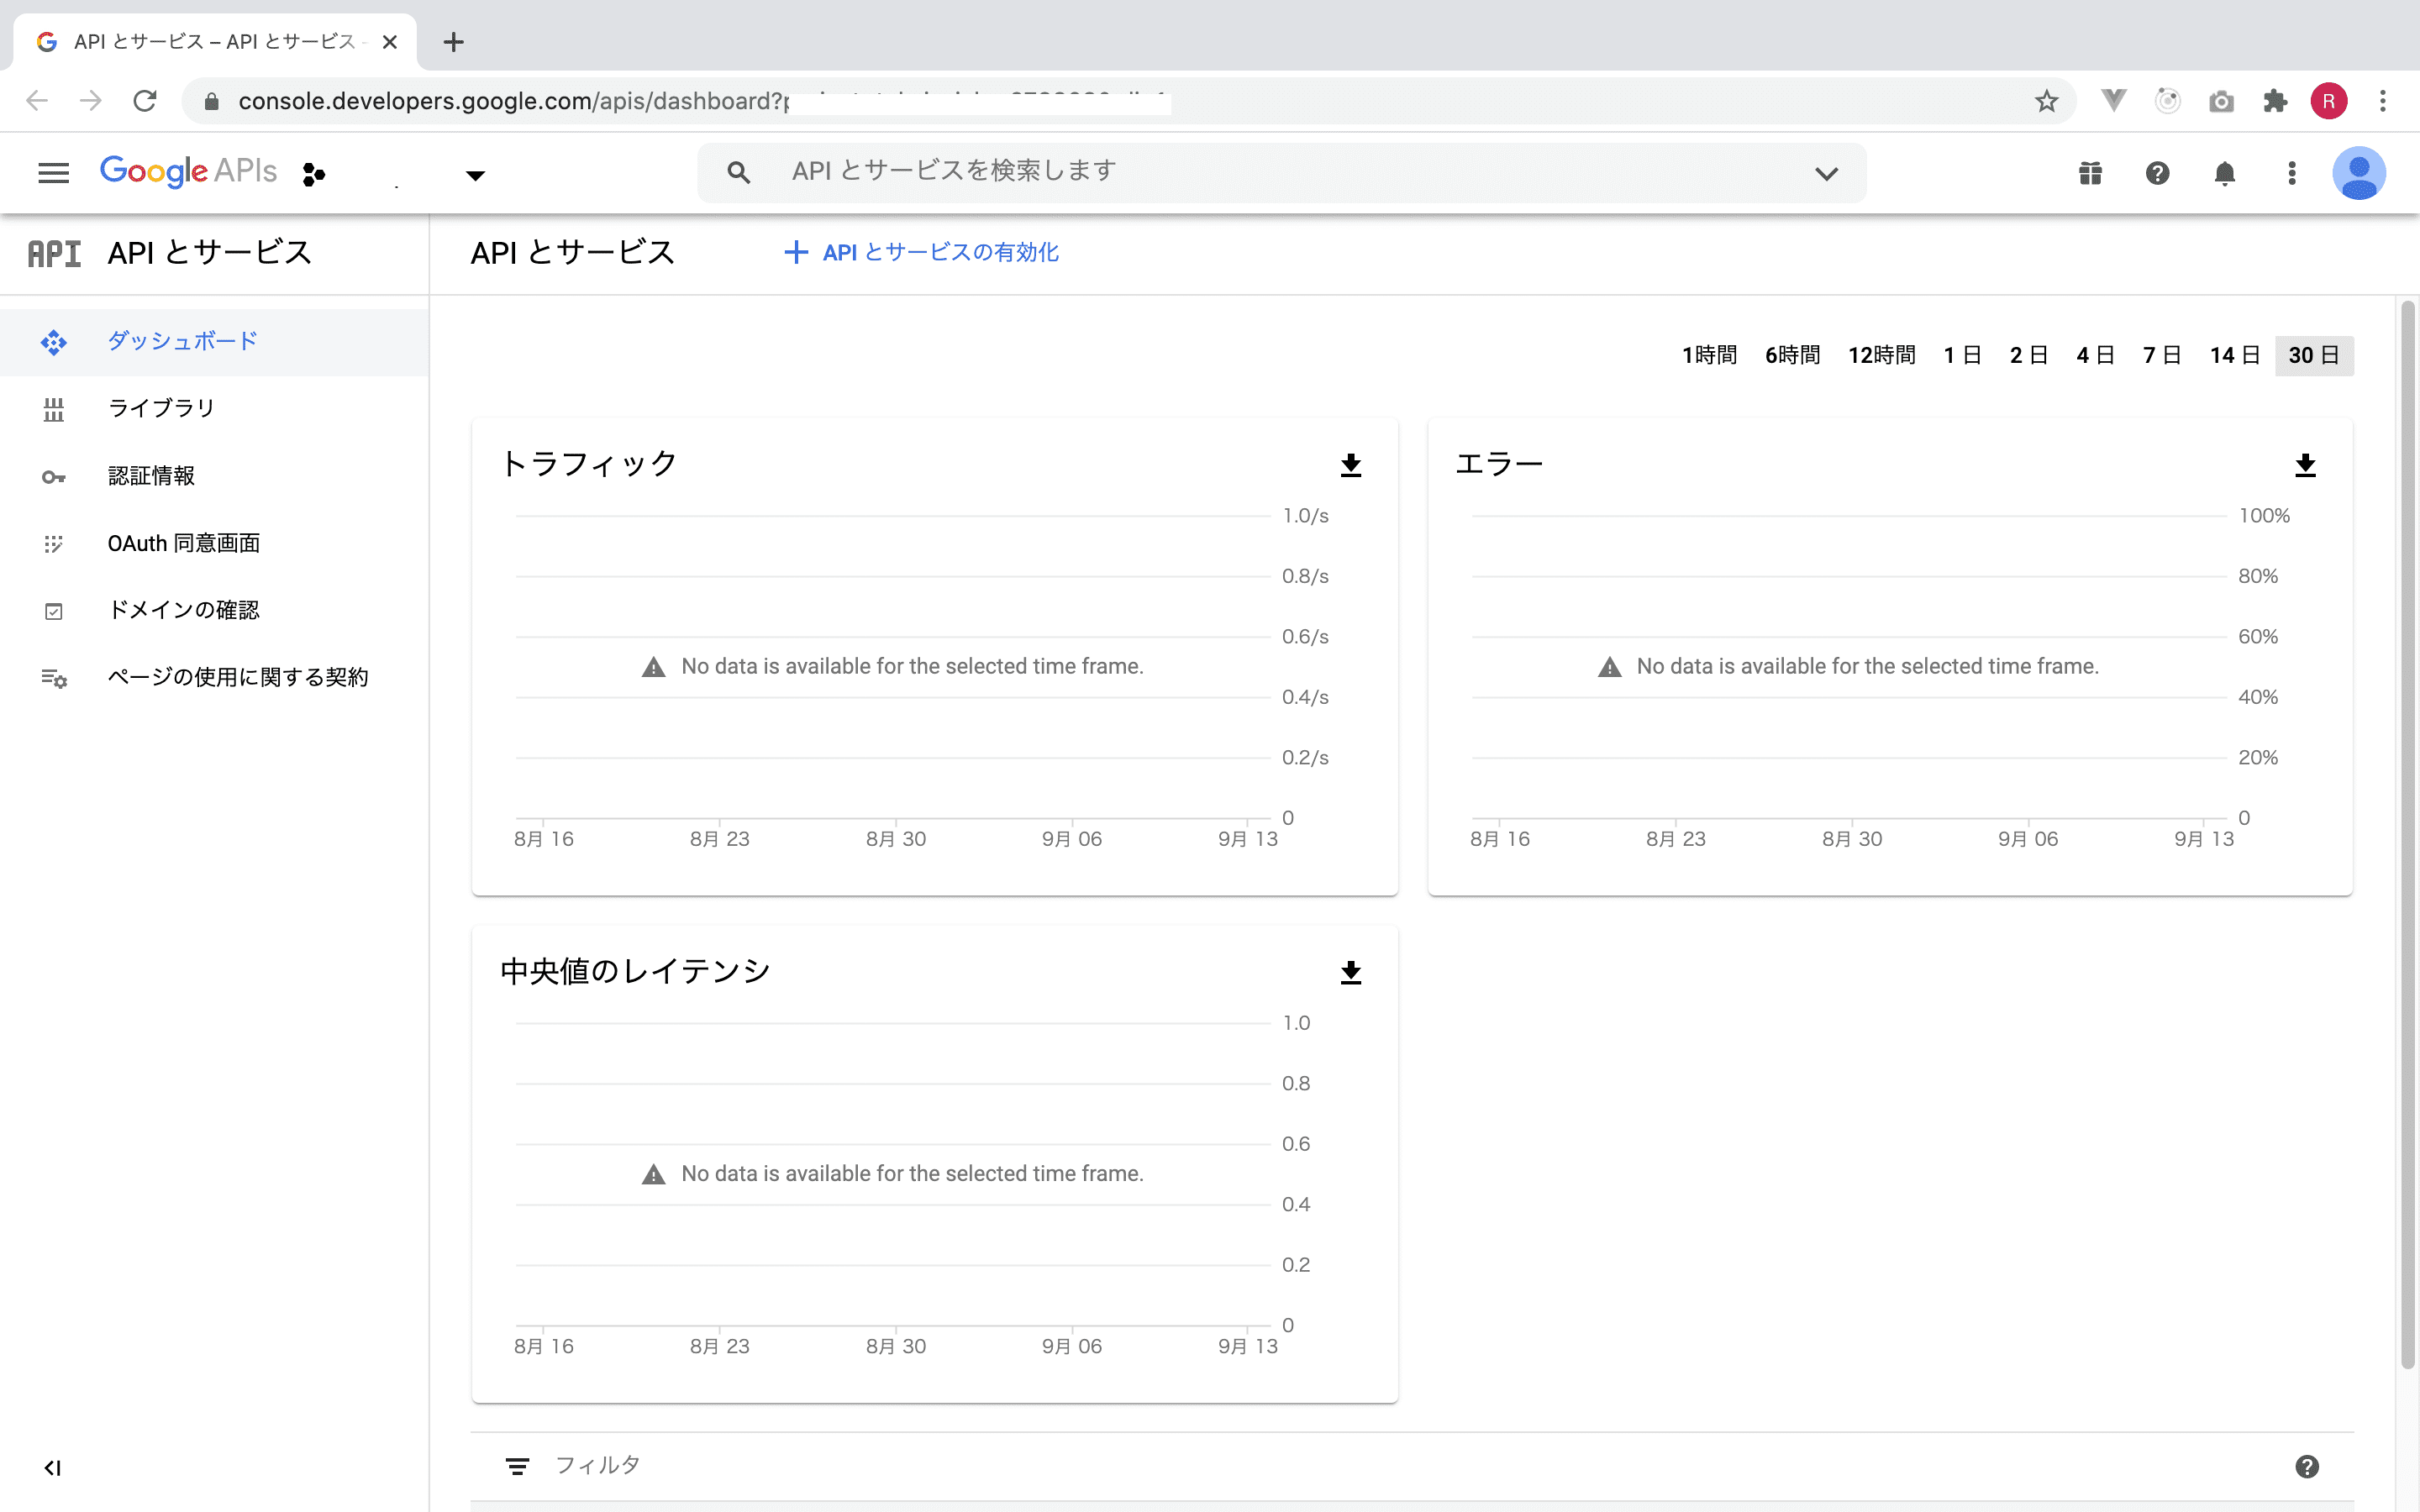 API とサービス – API とサービス
console.developers.google.com/apis/dashboard?
R
Google APIs
API とサービスを検索します
API API とサービス
API とサービス
API とサービスの有効化
ダッシュボード
ライブラリ
認証情報
OAuth 同意画面
ドメインの確認
ページの使用に関する契約
1時間 6時間 12時間 1 日 2 日 4 日 7 日 14 日 30 日
トラフィック
1.0/s
0.8/s
0.6/s
No data is available for the selected time frame.
0.4/s
0.2/s
0
8月 16 8月 23 8月 30 9月 06 9月 13
エラー
100%
80%
60%
No data is available for the selected time frame.
40%
20%
0
8月 16 8月 23 8月 30 9月 06 9月 13
中央値のレイテンシ
1.0
0.8
0.6
No data is available for the selected time frame.
0.4
0.2
0
8月 16 8月 23 8月 30 9月 06 9月 13
フィルタ